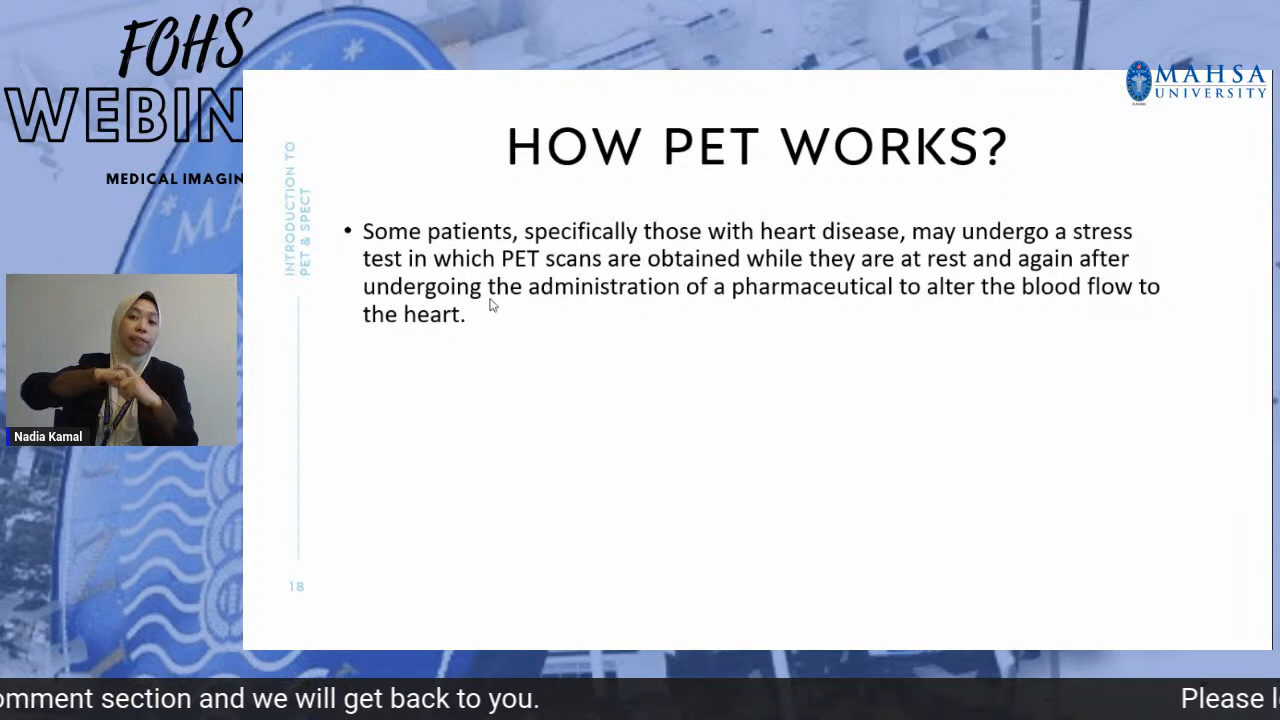 FOHS
WEBIN
MEDICAL IMAGIN
MAHSA
UNIVERSITY
HOW PET WORKS?
INTRODUCTION TO
PET & SPECT
• Some patients, specifically those with heart disease, may undergo a stress
test in which PET scans are obtained while they are at rest and again after
undergoing the administration of a pharmaceutical to alter the blood flow to
the heart.
Nadia Kamal
18
omment section and we will get back to you.
Please l